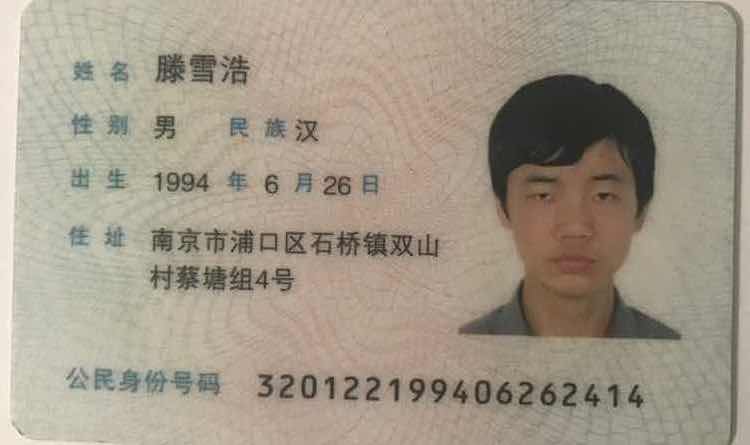 姓名 滕雪浩
性别 男 民族 汉
出生 1994 年 6 月 26 日
住址 南京市浦口区石桥镇双山
村蔡塘组4号
公民身份号码 320122199406262414